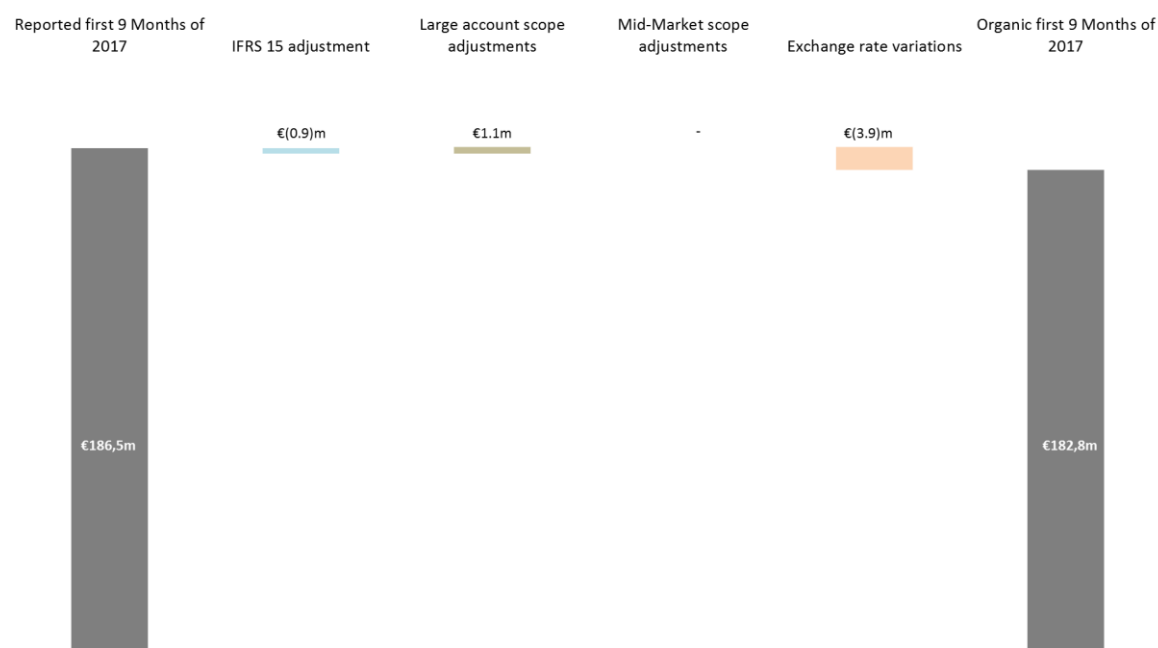 Reported first 9 Months of
2017
IFRS 15 adjustment
Large account scope
adjustments
Mid-Market scope
adjustments
Exchange rate variations
Organic first 9 Months of
2017
€(0.9)m
€1.1m
-
€(3.9)m
€186,5m
€182,8m